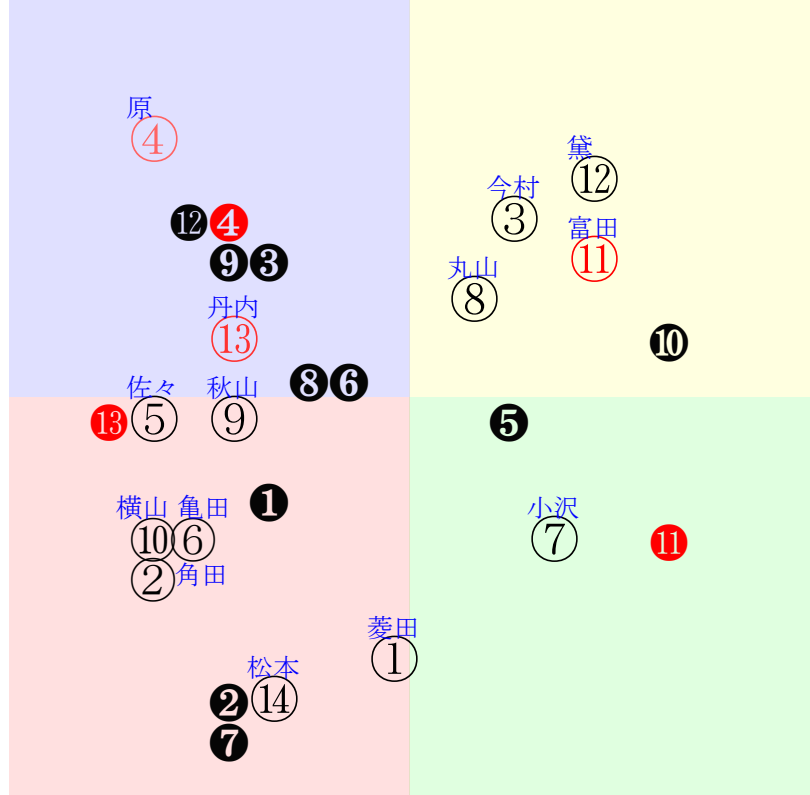 原
④
黛
⑫
今村
③
⓬❹
富田
⑪
❾❸
丸山
⑧
丹内
⑬
❿
❽❻
佐々 秋山
⓭⑤ ⑨
❺
❶
横山 亀田
⑩⑥
小沢
⑦
⓫
②角田
菱田
①
松本
❷⑭
❼